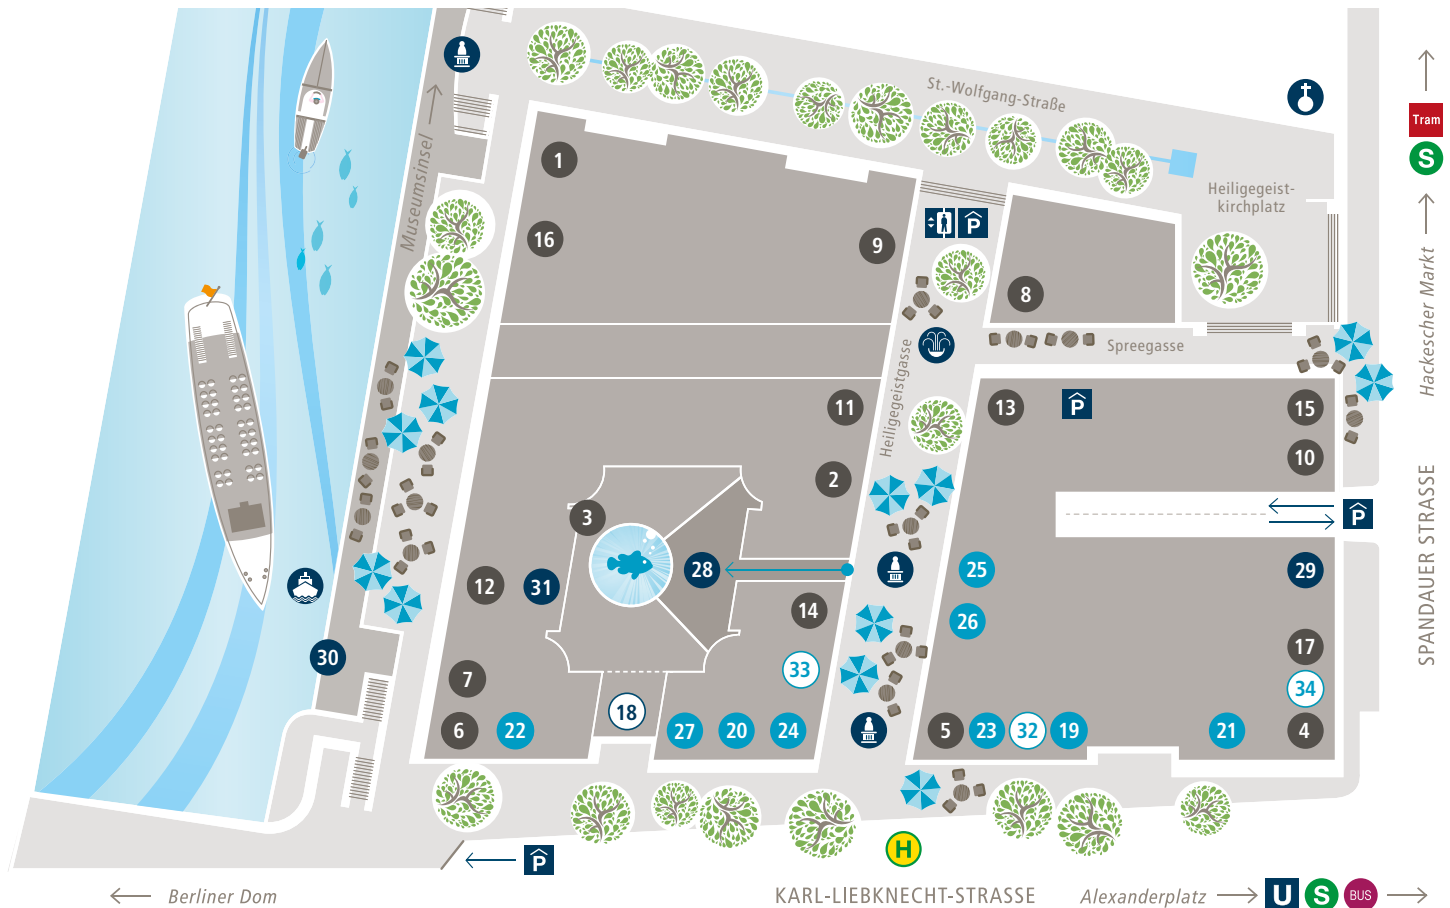 St.-Wolfgang-Straße
Tram
S
Museumsinsel
1
Heiligegeist-
kirchplatz
16
9
P
8
Hackescher Markt
Heiligegeistgasse
Spreegasse
11
13
P
15
10
2
3
P
SPANDAUER STRASSE
12
31
28
25
29
14
26
30
33
17
7
34
18
6
22
27
20
24
5
23
32
19
21
4
H
P
Berliner Dom
KARL-LIEBKNECHT-STRASSE
Alexanderplatz
U
S
BUS